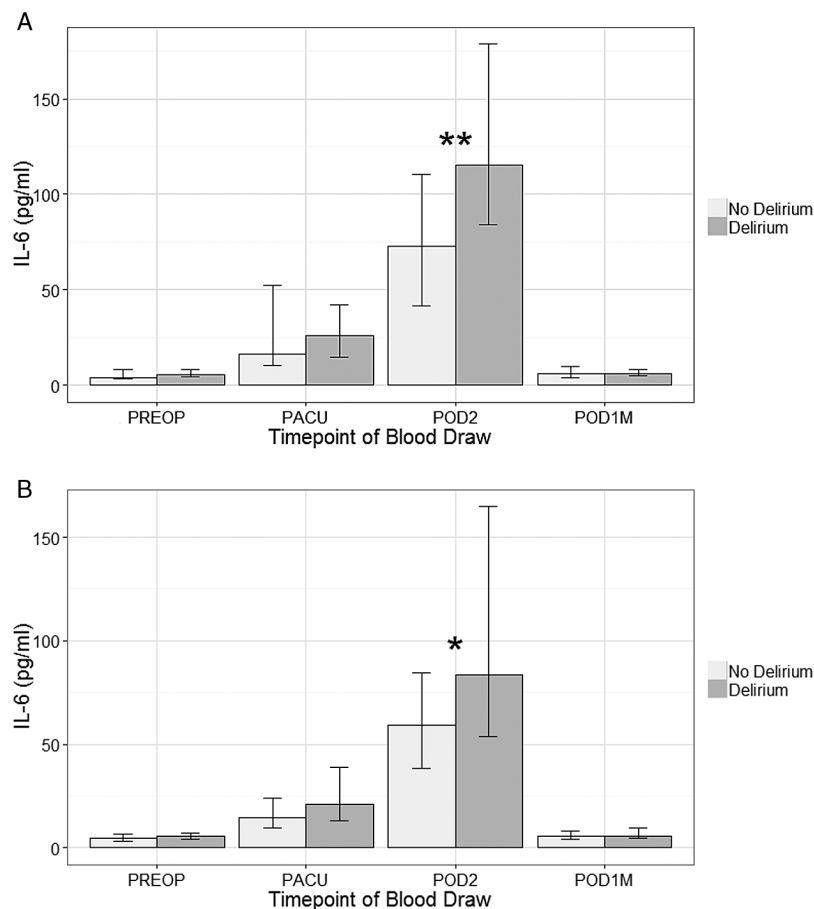 A
150
100
50
0
IL-6 (pg/ml)
**
No Delirium
Delirium
PREOP PACU POD2 POD1M
Timepoint of Blood Draw
B
150
100
50
0
IL-6 (pg/ml)
*
No Delirium
Delirium
PREOP PACU POD2 POD1M
Timepoint of Blood Draw